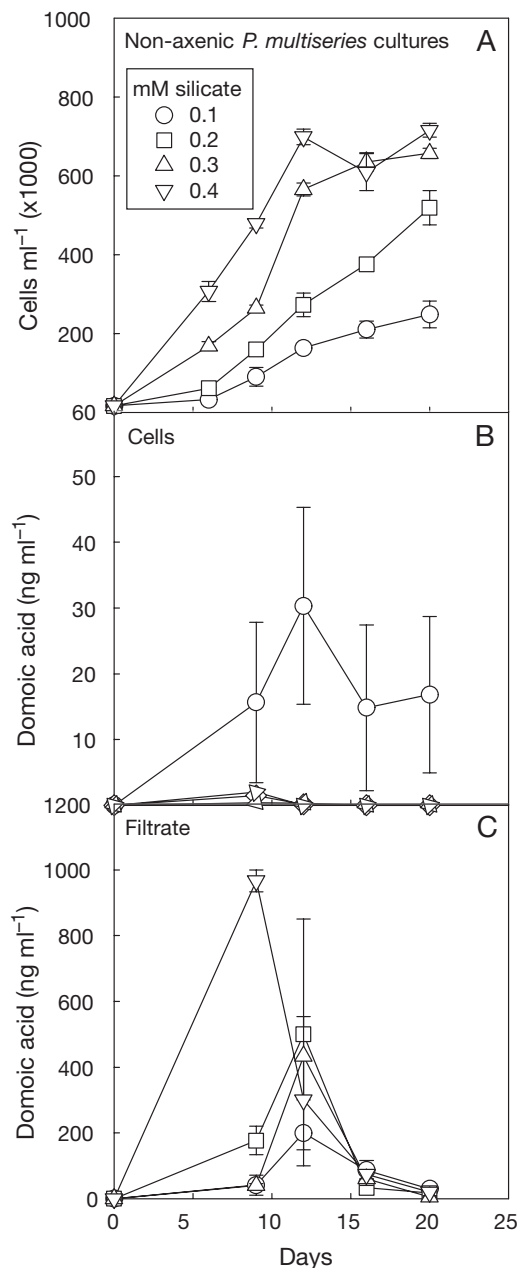 1000
Non-axenic P. multiseries cultures
A
mM silicate
0.1
0.2
0.3
0.4
800
600
400
200
Cells ml⁻¹ (x1000)
60
Cells
B
50
40
30
20
10
Domoic acid (ng ml⁻¹)
1200
Filtrate
C
1000
800
600
400
200
0
Domoic acid (ng ml⁻¹)
0 5 10 15 20 25
Days